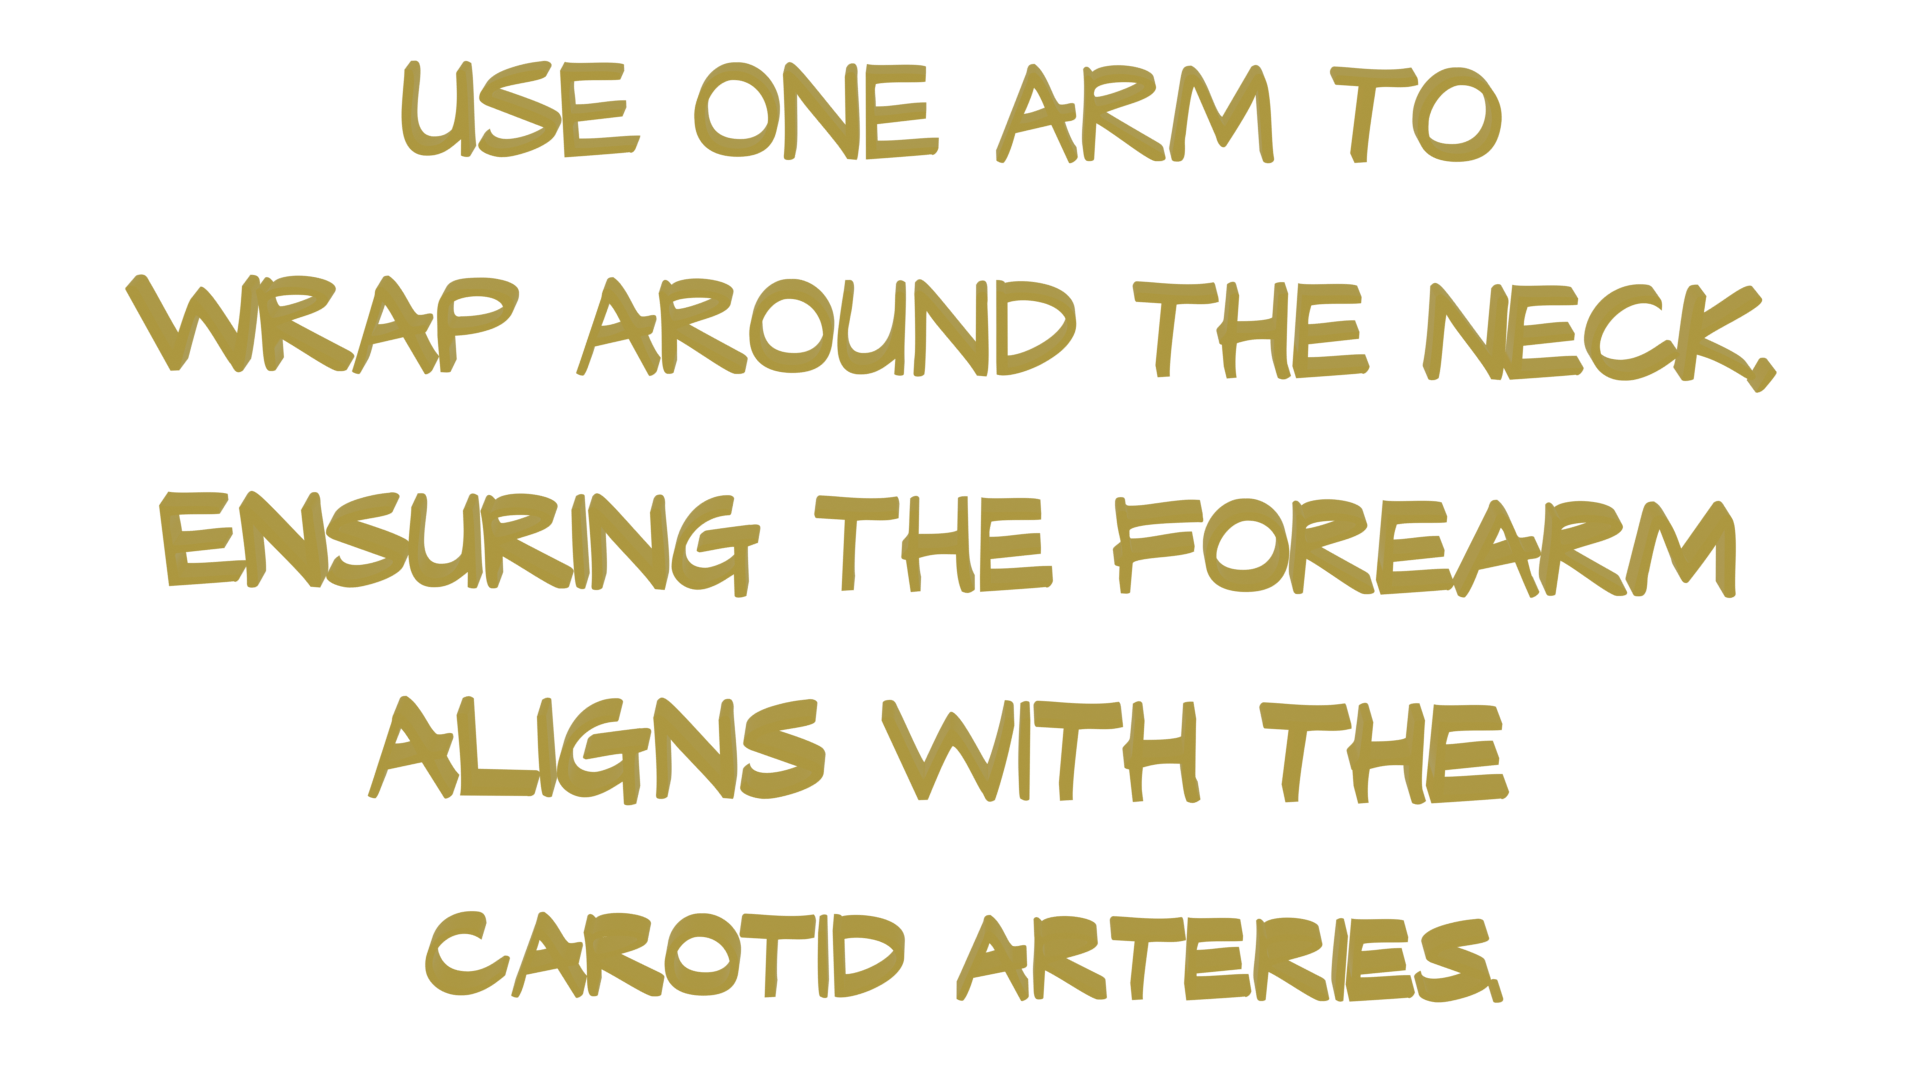 USE ONE ARM TO
WRAP AROUND THE NECK,
ENSURING THE FOREARM
ALIGNS WITH THE
CAROTID ARTERIES.